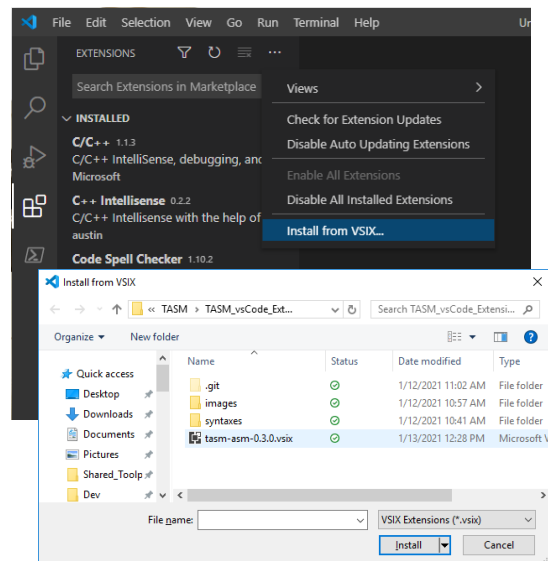 File Edit Selection View Go Run Terminal Help Ur
EXTENSIONS
Search Extensions in Marketplace
INSTALLED
C/C++ 1.1.3
C/C++ IntelliSense, debugging, and
Microsoft
C++ Intellisense 0.2.2
C/C++ Intellisense with the help of
austin
Code Spell Checker 1.10.2
Views
Check for Extension Updates
Disable Auto Updating Extensions
Enable All Extensions
Disable All Installed Extensions
Install from VSIX...
Install from VSIX
« TASM › TASM_vsCode_Ext...
Search TASM_vsCode_Extensi...
Organize New folder
Name Status Date modified Type
Quick access
Desktop
Downloads
Documents
Pictures
Shared_Toolp
Dev
.git 1/12/2021 11:02 AM File folder
images 1/12/2021 10:57 AM File folder
syntaxes 1/12/2021 10:41 AM File folder
tasm-asm-0.3.0.vsix 1/13/2021 12:28 PM Microsoft V
File name: VSIX Extensions (*.vsix)
Install Cancel